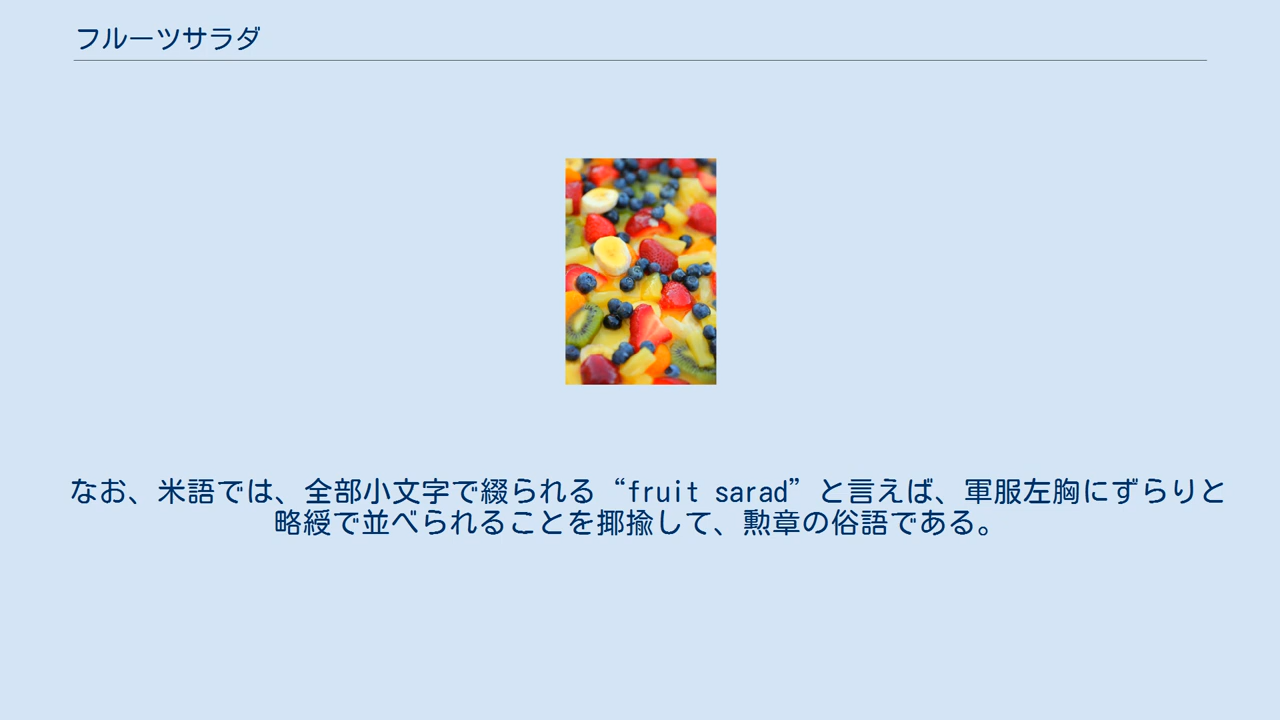 フルーツサラダ
なお、米語では、全部小文字で綴られる“fruit sarad”と言えば、軍服左胸にずらりと
略綬で並べられることを揶揄して、勲章の俗語である。